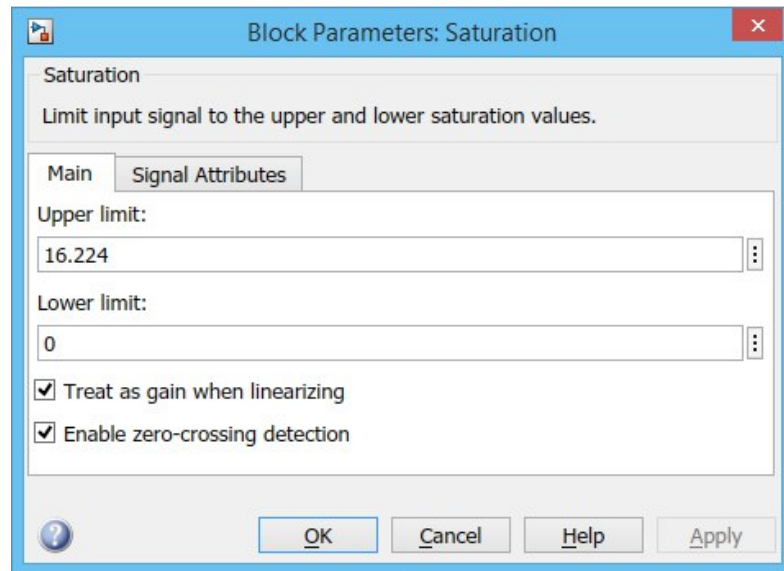 Block Parameters: Saturation
Saturation
Limit input signal to the upper and lower saturation values.
Main Signal Attributes
Upper limit:
16.224
Lower limit:
0
Treat as gain when linearizing
Enable zero-crossing detection
OK Cancel Help Apply